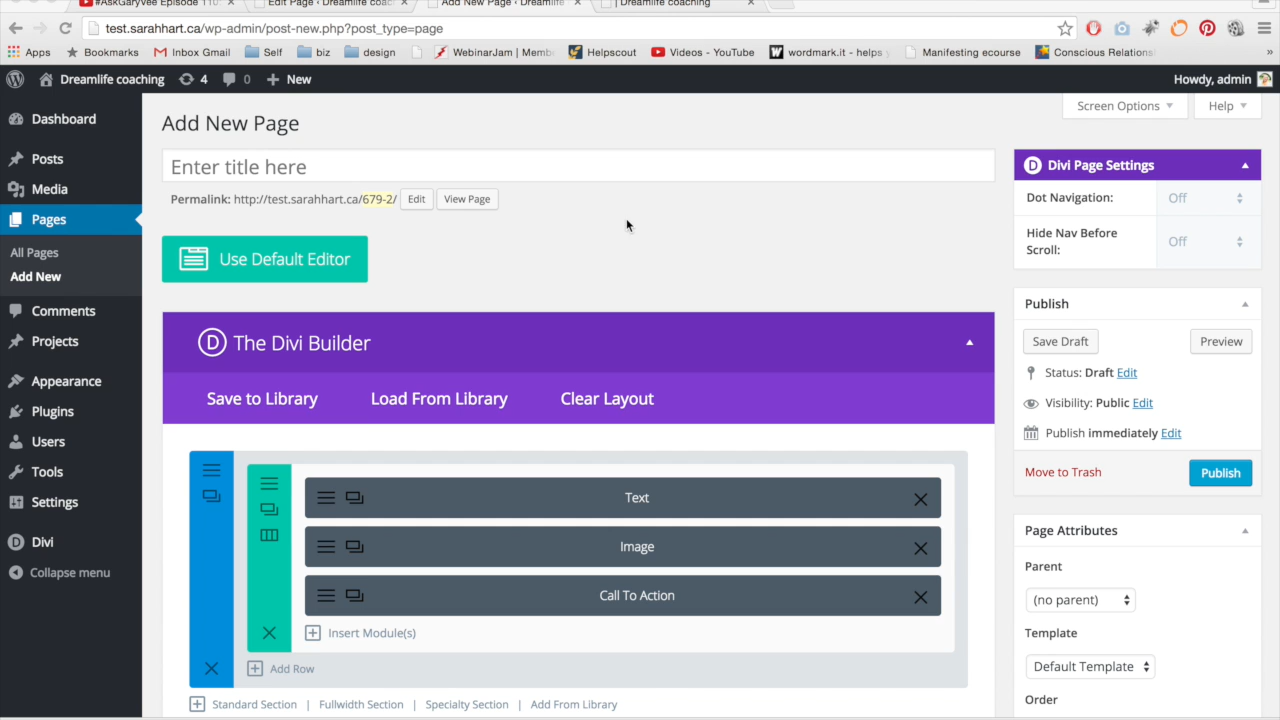 #AskGaryVee Episode 110
Edit Page ‹ Dreamlife coac
Add New Page ‹ Dreamlife
| Dreamlife coaching
test.sarahhart.ca/wp-admin/post-new.php?post_type=page
Apps Bookmarks Inbox Gmail Self biz design WebinarJam | Memb Helpscout Videos - YouTube wordmark.it - helps Manifesting ecourse Conscious Relations »
Dreamlife coaching 4 0 New Howdy, admin
Screen Options Help
Dashboard
Posts
Media
Pages
All Pages
Add New
Comments
Projects
Appearance
Plugins
Users
Tools
Settings
Divi
Collapse menu
Add New Page
Enter title here
Permalink: http://test.sarahhart.ca/679-2/ Edit View Page
Use Default Editor
The Divi Builder
Save to Library Load From Library Clear Layout
Text
Image
Call To Action
Insert Module(s)
Add Row
Standard Section | Fullwidth Section | Specialty Section | Add From Library
Divi Page Settings
Dot Navigation: Off
Hide Nav Before
Scroll:
Off
Publish
Save Draft Preview
Status: Draft Edit
Visibility: Public Edit
Publish immediately Edit
Move to Trash Publish
Page Attributes
Parent
(no parent)
Template
Default Template
Order